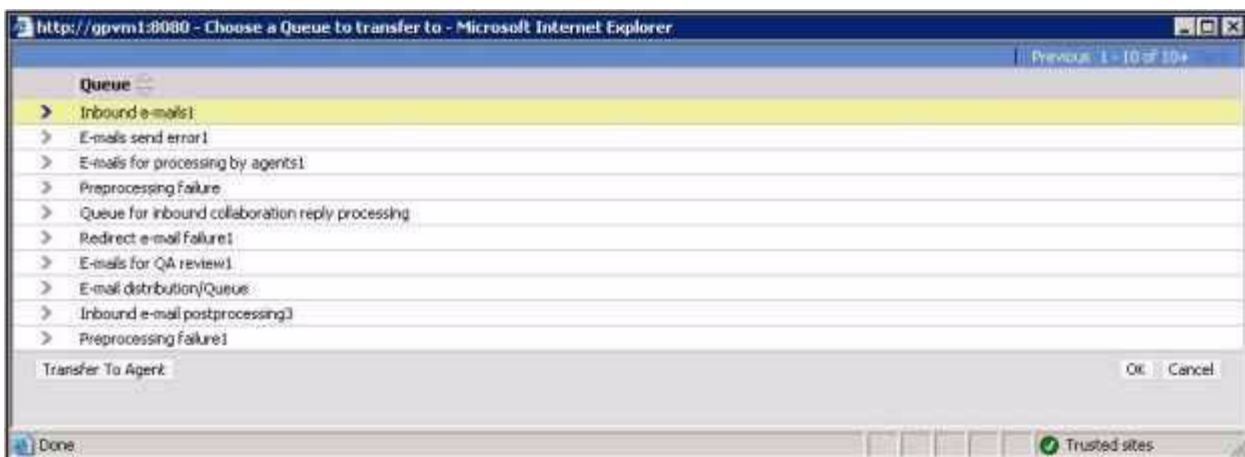 http://gpvm1:8080 - Choose a Queue to transfer to - Microsoft Internet Explorer
Previous 1 - 10 of 10+
Queue
Inbound e-mails1
E-mails send error1
E-mails for processing by agents1
Preprocessing failure
Queue for inbound collaboration reply processing
Redirect e-mail failure1
E-mails for QA review1
E-mail distribution/Queue
Inbound e-mail postprocessing3
Preprocessing failure1
Transfer To Agent OK Cancel
Done Trusted sites